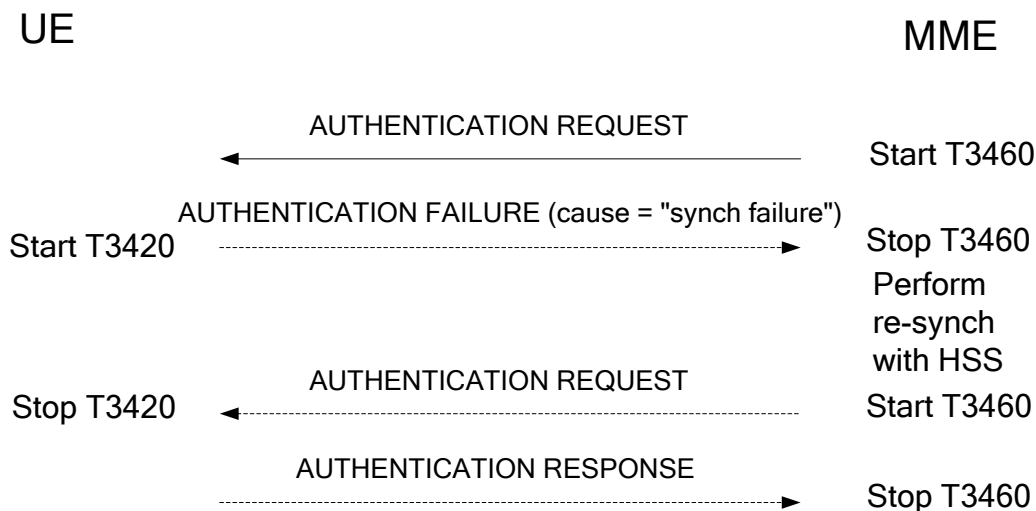 UE
MME
AUTHENTICATION REQUEST
Start T3460
AUTHENTICATION FAILURE (cause = "synch failure")
Start T3420
Stop T3460
Perform
re-synch
with HSS
AUTHENTICATION REQUEST
Stop T3420
Start T3460
AUTHENTICATION RESPONSE
Stop T3460